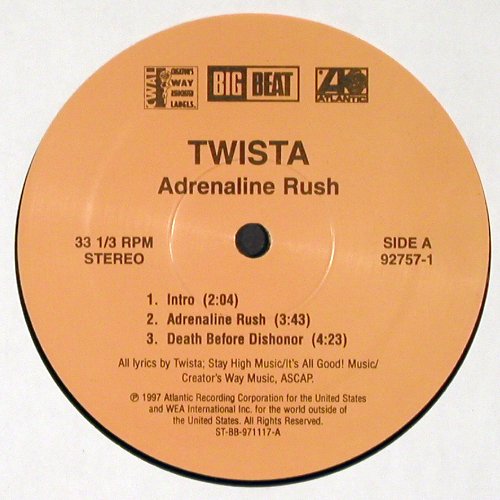 CWAL
CREATOR'S
WAY
ASSOCIATED
LABELS.
BIG BEAT
ATLANTIC
TWISTA
Adrenaline Rush
33 1/3 RPM
STEREO
SIDE A
92757-1
1. Intro (2:04)
2. Adrenaline Rush (3:43)
3. Death Before Dishonor (4:23)
All lyrics by Twista; Stay High Music/It's All Good! Music/
Creator's Way Music, ASCAP.
℗ 1997 Atlantic Recording Corporation for the United States
and WEA International Inc. for the world outside of
the United States. All Rights Reserved.
ST-BB-971117-A